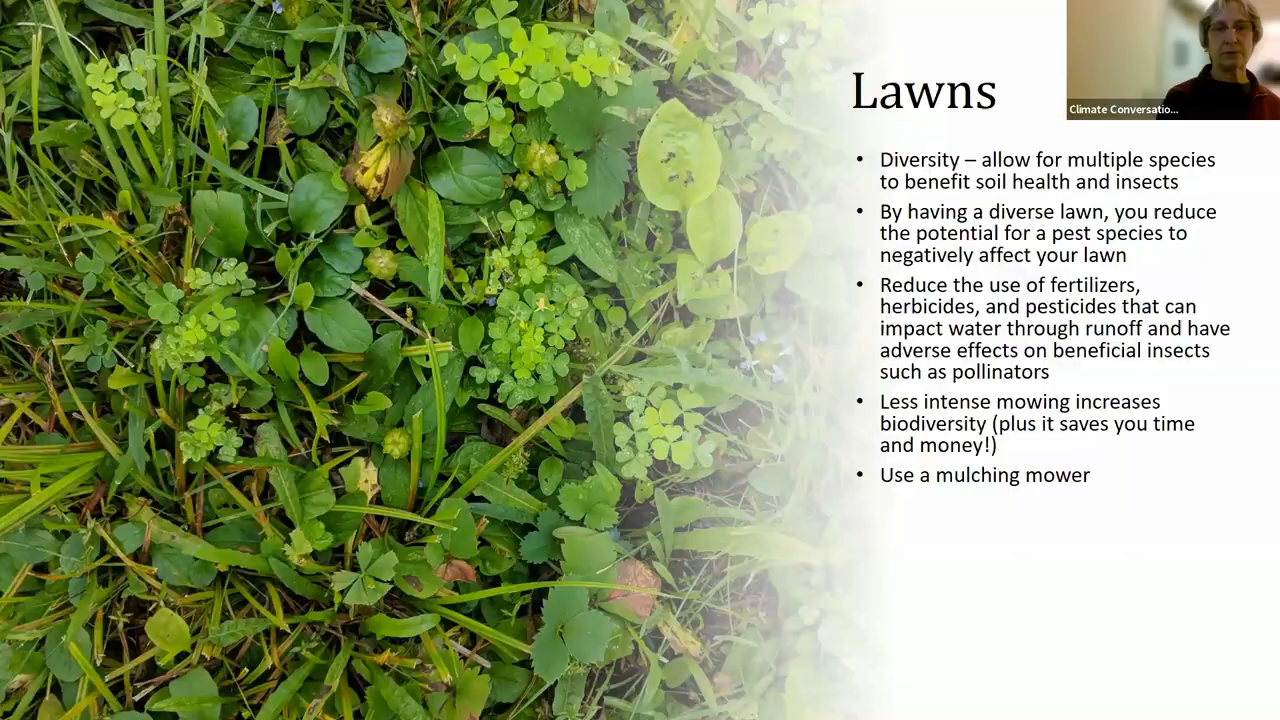 Lawns
Climate Conversatio...
• Diversity – allow for multiple species
to benefit soil health and insects
• By having a diverse lawn, you reduce
the potential for a pest species to
negatively affect your lawn
• Reduce the use of fertilizers,
herbicides, and pesticides that can
impact water through runoff and have
adverse effects on beneficial insects
such as pollinators
• Less intense mowing increases
biodiversity (plus it saves you time
and money!)
• Use a mulching mower